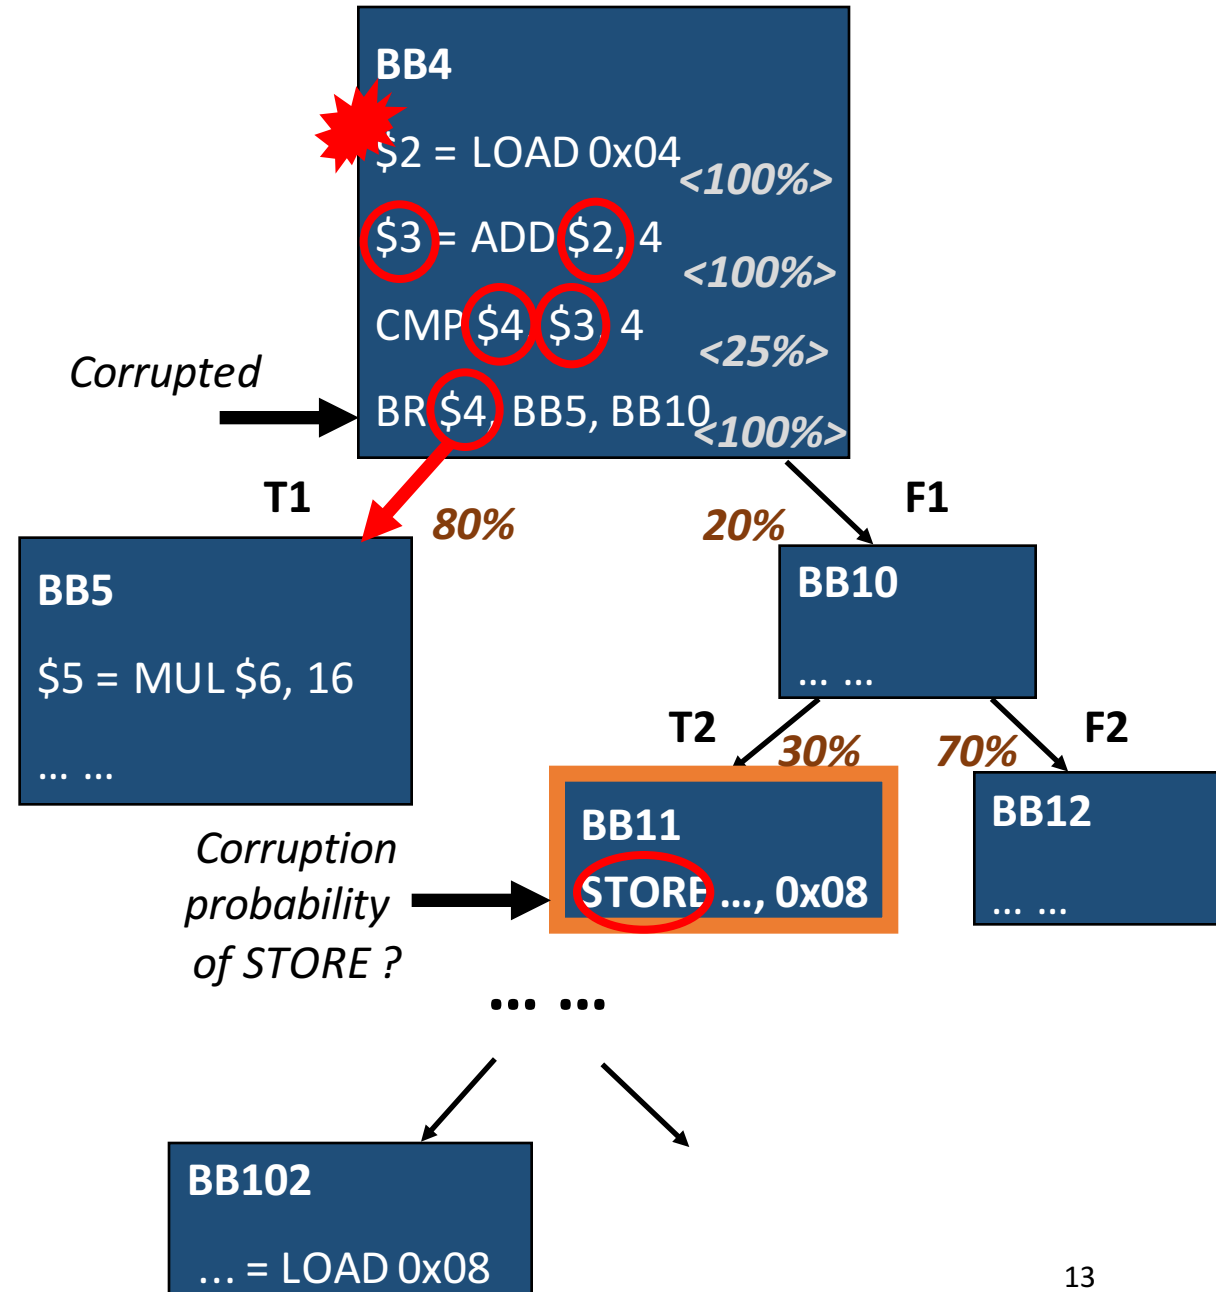 BB4
$2 = LOAD 0x04
<100%>
$3 = ADD $2, 4
<100%>
CMP $4 $3, 4
<25%>
Corrupted
BR $4, BB5, BB10
<100%>
T1
80%
20%
F1
BB5
$5 = MUL $6, 16
... ...
BB10
... ...
T2
30%
70%
F2
BB11
STORE ..., 0x08
BB12
... ...
Corruption
probability
of STORE ?
... ...
BB102
... = LOAD 0x08
13